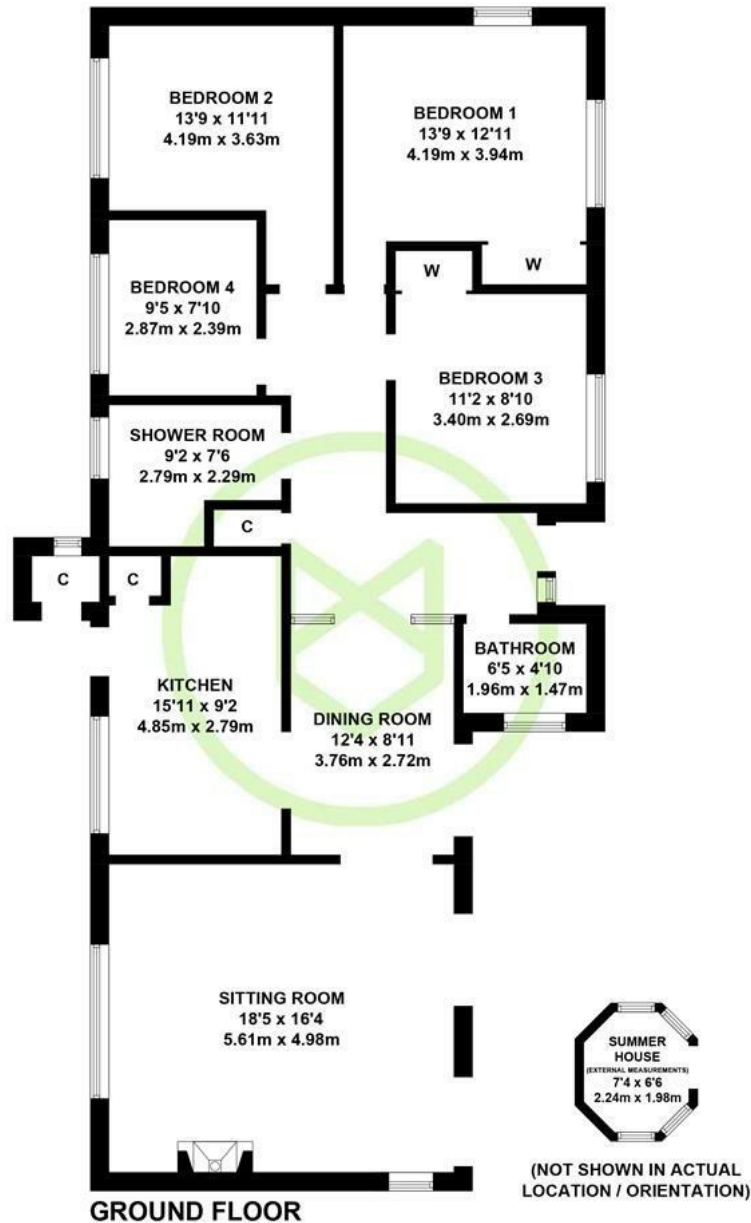 BEDROOM 2
13'9 x 11'11
4.19m x 3.63m
BEDROOM 1
13'9 x 12'11
4.19m x 3.94m
W
W
BEDROOM 4
9'5 x 7'10
2.87m x 2.39m
BEDROOM 3
11'2 x 8'10
3.40m x 2.69m
SHOWER ROOM
9'2 x 7'6
2.79m x 2.29m
C
C
C
KITCHEN
15'11 x 9'2
4.85m x 2.79m
DINING ROOM
12'4 x 8'11
3.76m x 2.72m
BATHROOM
6'5 x 4'10
1.96m x 1.47m
SITTING ROOM
18'5 x 16'4
5.61m x 4.98m
SUMMER
HOUSE
(EXTERNAL MEASUREMENTS)
7'4 x 6'6
2.24m x 1.98m
(NOT SHOWN IN ACTUAL
LOCATION / ORIENTATION)
GROUND FLOOR